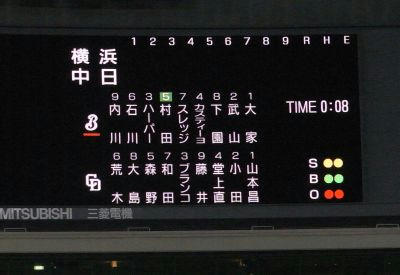 1 2 3 4 5 6 7 8 9 R H E
横浜
中日
9 6 3 5 7 4 8 2 1
内川 石川 ハーパー 村田 スレッジ カスティーヨ 下園 武山 大家
TIME 0:08
6 8 5 7 3 9 4 2 1
荒木 大島 森野 和田 ブランコ 藤井 堂上直 小田 山本昌
S
B
O
MITSUBISHI 三菱電機